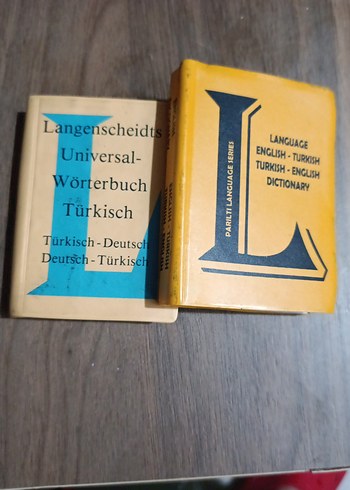 Langenscheidts
Universal-
Wörterbuch
Türkisch
Türkisch - Deutsch
Deutsch - Türkisch
LANGUAGE
ENGLISH - TURKISH
TURKISH - ENGLISH
DICTIONARY
PARILTI LANGUAGE SERIES
L